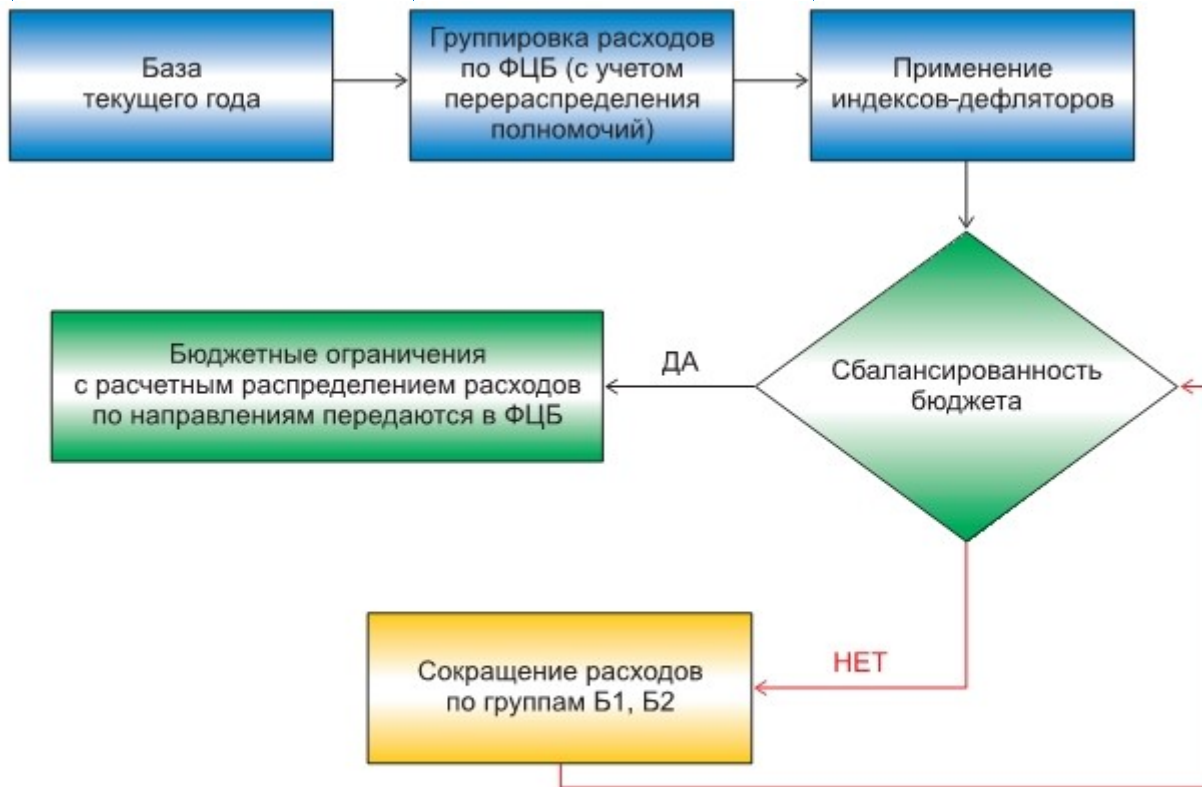 База
текущего года
Группировка расходов
по ФЦБ (с учетом
перераспределения
полномочий)
Применение
индексов-дефляторов
Сбалансированность
бюджета
ДА
Бюджетные ограничения
с расчетным распределением расходов
по направлениям передаются в ФЦБ
НЕТ
Сокращение расходов
по группам Б1, Б2